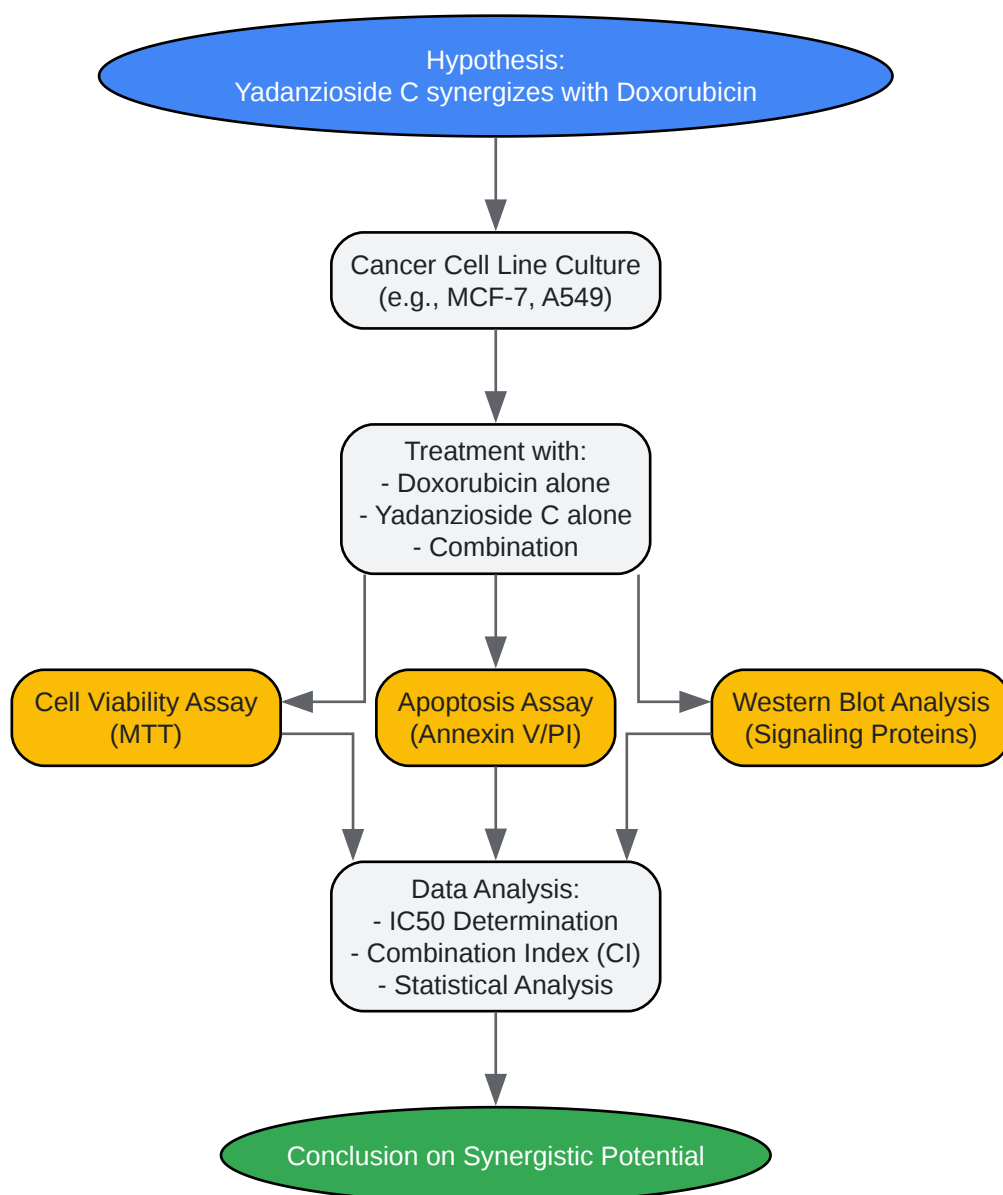 Hypothesis:
Yadanzioside C synergizes with Doxorubicin
Cancer Cell Line Culture
(e.g., MCF-7, A549)
Treatment with:
- Doxorubicin alone
- Yadanzioside C alone
- Combination
Cell Viability Assay
(MTT)
Apoptosis Assay
(Annexin V/PI)
Western Blot Analysis
(Signaling Proteins)
Data Analysis:
- IC50 Determination
- Combination Index (CI)
- Statistical Analysis
Conclusion on Synergistic Potential